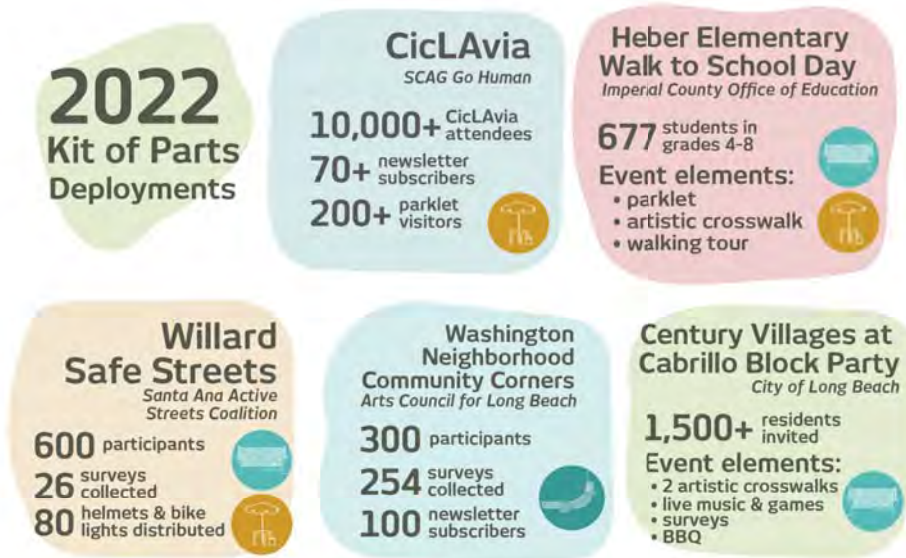 2022
Kit of Parts
Deployments
CicLAvia
SCAG Go Human
10,000+ CicLAvia attendees
70+ newsletter subscribers
200+ parklet visitors
Heber Elementary
Walk to School Day
Imperial County Office of Education
677 students in grades 4-8
Event elements:
• parklet
• artistic crosswalk
• walking tour
Willard
Safe Streets
Santa Ana Active
Streets Coalition
600 participants
26 surveys collected
80 helmets & bike lights distributed
Washington
Neighborhood
Community Corners
Arts Council for Long Beach
300 participants
254 surveys collected
100 newsletter subscribers
Century Villages at
Cabrillo Block Party
City of Long Beach
1,500+ residents invited
Event elements:
• 2 artistic crosswalks
• live music & games
• surveys
• BBQ